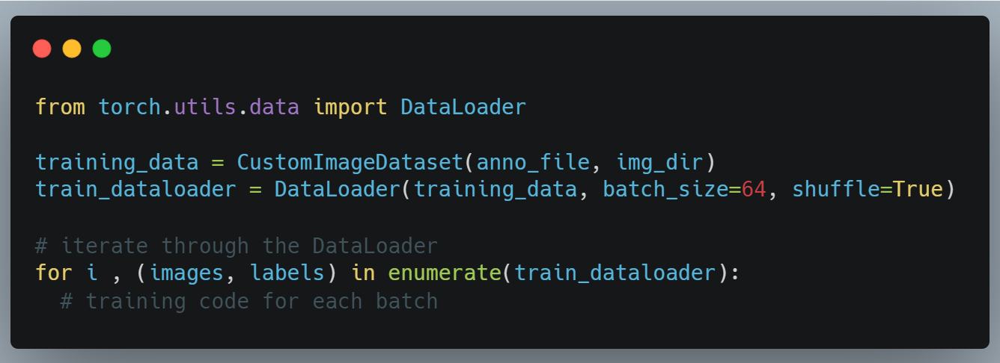 from torch.utils.data import DataLoader
training_data = CustomImageDataset(anno_file, img_dir)
train_dataloader = DataLoader(training_data, batch_size=64, shuffle=True)
# iterate through the DataLoader
for i , (images, labels) in enumerate(train_dataloader):
  # training code for each batch